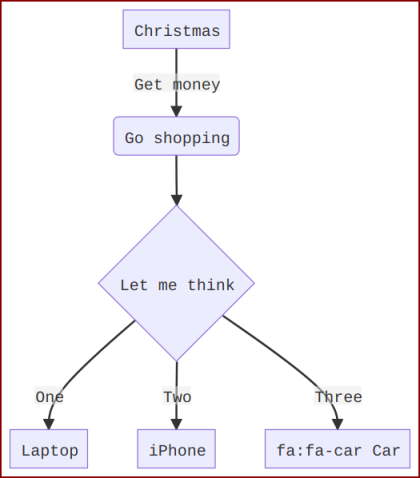 Christmas
Get money
Go shopping
Let me think
One
Two
Three
Laptop
iPhone
fa:fa-car Car